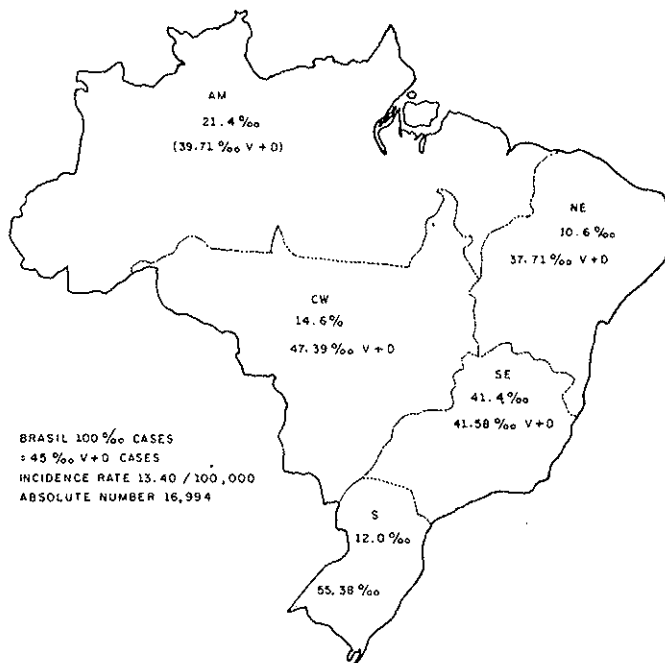 AM
21.4 ‰
(39.71 ‰ V + D)
NE
10.6 ‰
37.71 ‰ V + D
CW
14.6 %
47.39 ‰ V + D
SE
41.4 ‰
41.58 ‰ V + D
BRASIL 100 ‰ CASES
: 45 ‰ V + D CASES
INCIDENCE RATE 13.40 / 100,000
ABSOLUTE NUMBER 16,994
S
12.0 ‰
55.38 ‰